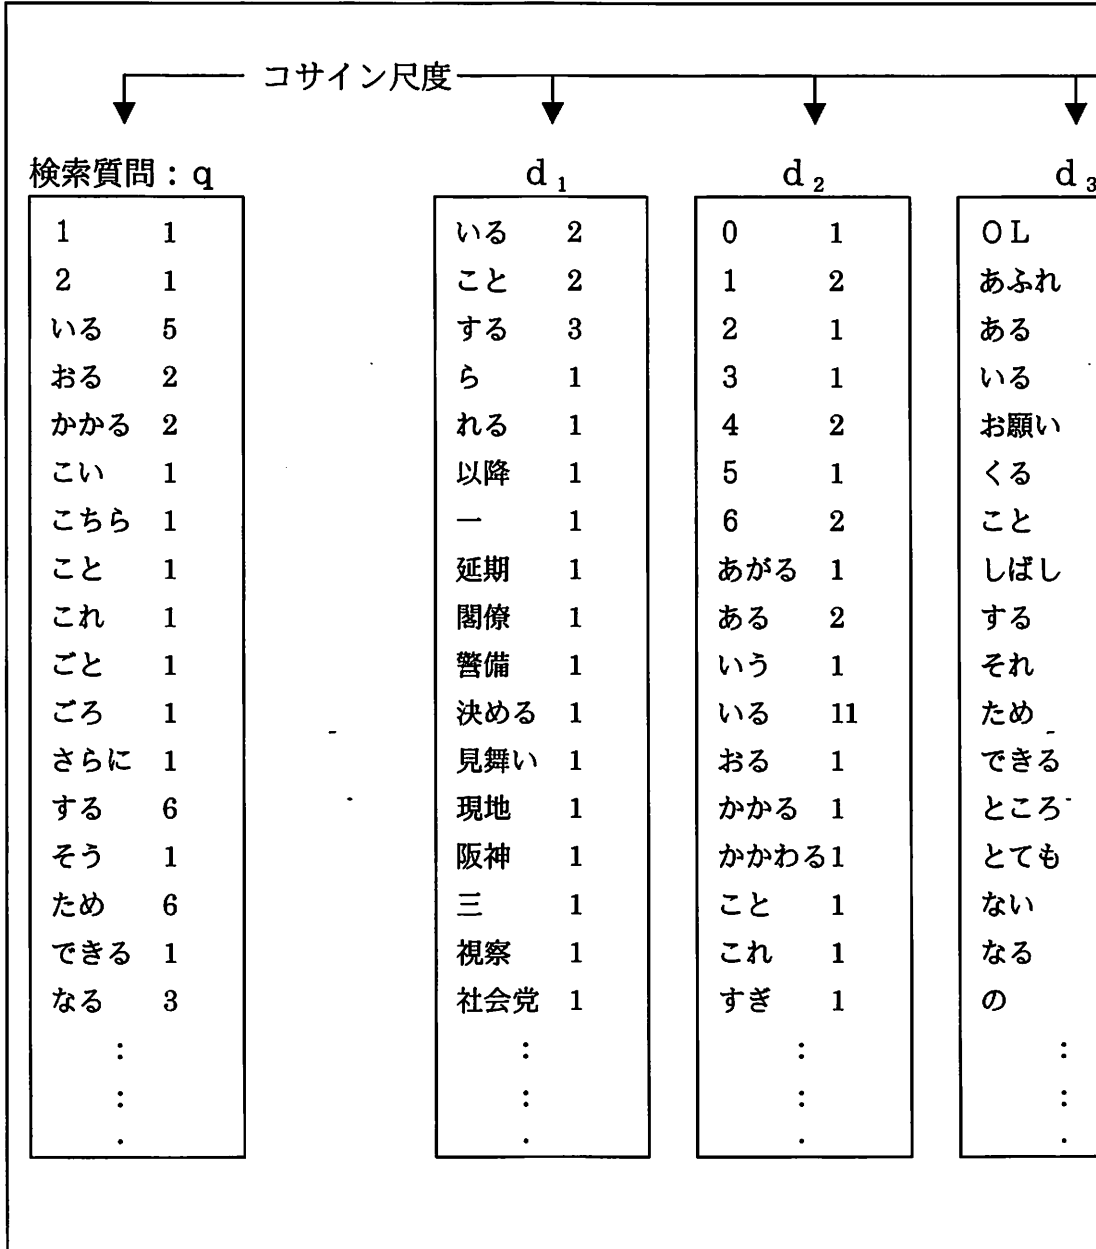 コサイン尺度
検索質問：q
1 1
2 1
いる 5
おる 2
かかる 2
こい 1
こちら 1
こと 1
これ 1
ごと 1
ごろ 1
さらに 1
する 6
そう 1
ため 6
できる 1
なる 3
:
:
.
d₁
いる 2
こと 2
する 3
ら 1
れる 1
以降 1
一 1
延期 1
閣僚 1
警備 1
決める 1
見舞い 1
現地 1
阪神 1
三 1
視察 1
社会党 1
:
:
.
d₂
0 1
1 2
2 1
3 1
4 2
5 1
6 2
あがる 1
ある 2
いう 1
いる 11
おる 1
かかる 1
かかわる1
こと 1
これ 1
すぎ 1
:
:
.
d₃
ＯＬ
あふれ
ある
いる
お願い
くる
こと
しばし
する
それ
ため
できる
ところ
とても
ない
なる
の
:
:
.